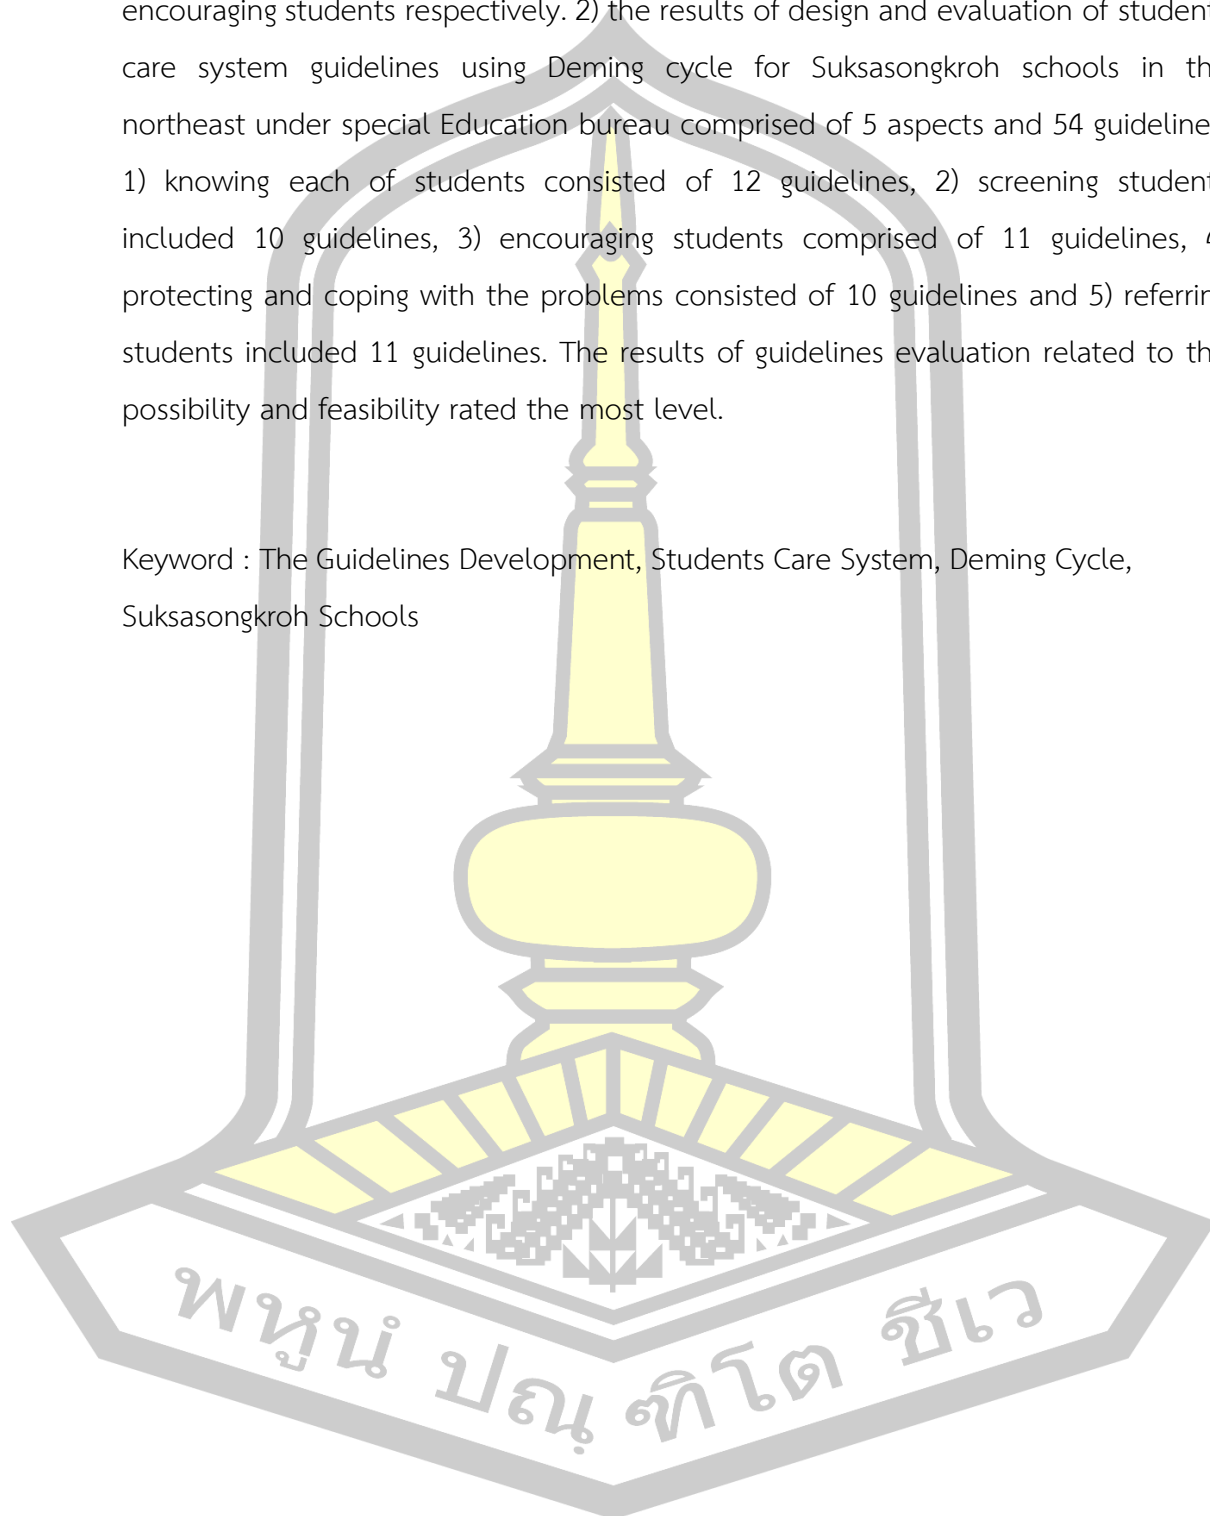 encouraging students respectively. 2) the results of design and evaluation of student
care system guidelines using Deming cycle for Suksasongkroh schools in th
northeast under special Education bureau comprised of 5 aspects and 54 guideline
1) knowing each of students consisted of 12 guidelines, 2) screening student
included 10 guidelines, 3) encouraging students comprised of 11 guidelines, 4
protecting and coping with the problems consisted of 10 guidelines and 5) referrin
students included 11 guidelines. The results of guidelines evaluation related to th
possibility and feasibility rated the most level.
Keyword : The Guidelines Development, Students Care System, Deming Cycle,
Suksasongkroh Schools
พหูนํ ปณฺฑิโต ชีเว